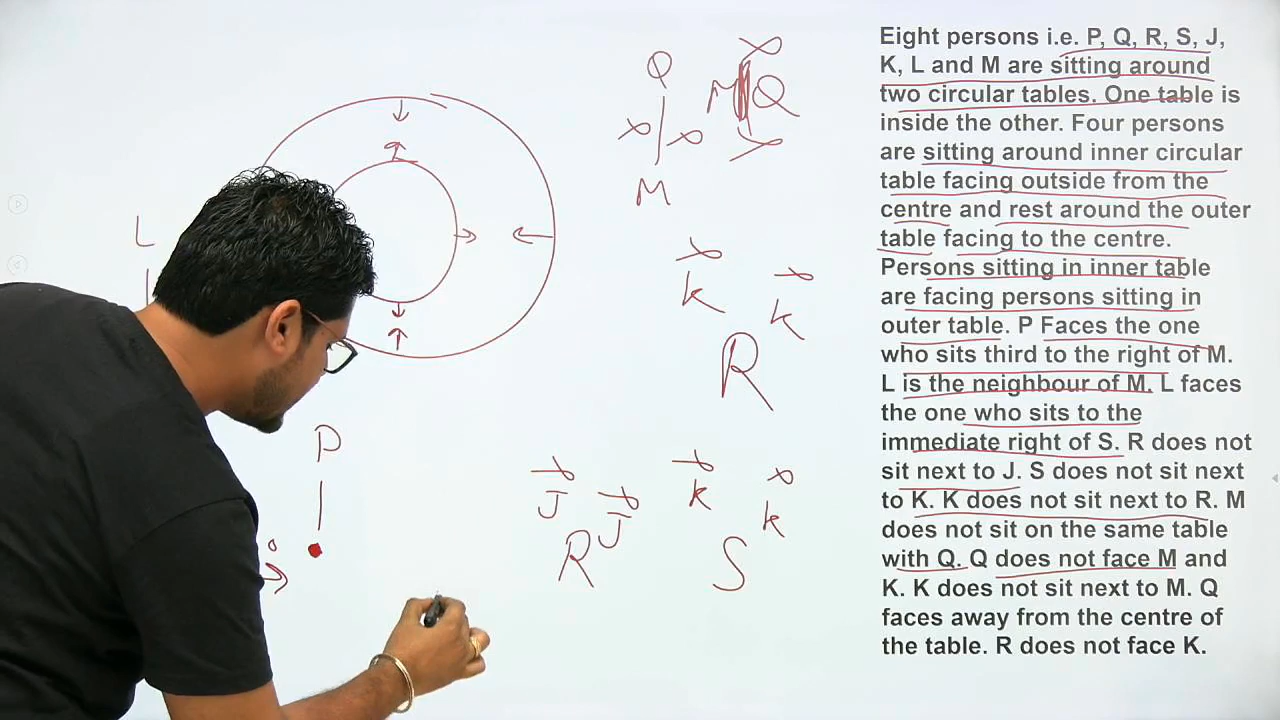 Eight persons i.e. P, Q, R, S, J,
K, L and M are sitting around
two circular tables. One table is
inside the other. Four persons
are sitting around inner circular
table facing outside from the
centre and rest around the outer
table facing to the centre.
Persons sitting in inner table
are facing persons sitting in
outer table. P Faces the one
who sits third to the right of M.
L is the neighbour of M. L faces
the one who sits to the
immediate right of S. R does not
sit next to J. S does not sit next
to K. K does not sit next to R. M
does not sit on the same table
with Q. Q does not face M and
K. K does not sit next to M. Q
faces away from the centre of
the table. R does not face K.
Q
M Q
M
L
K K
R
P
J J
R
K K
S